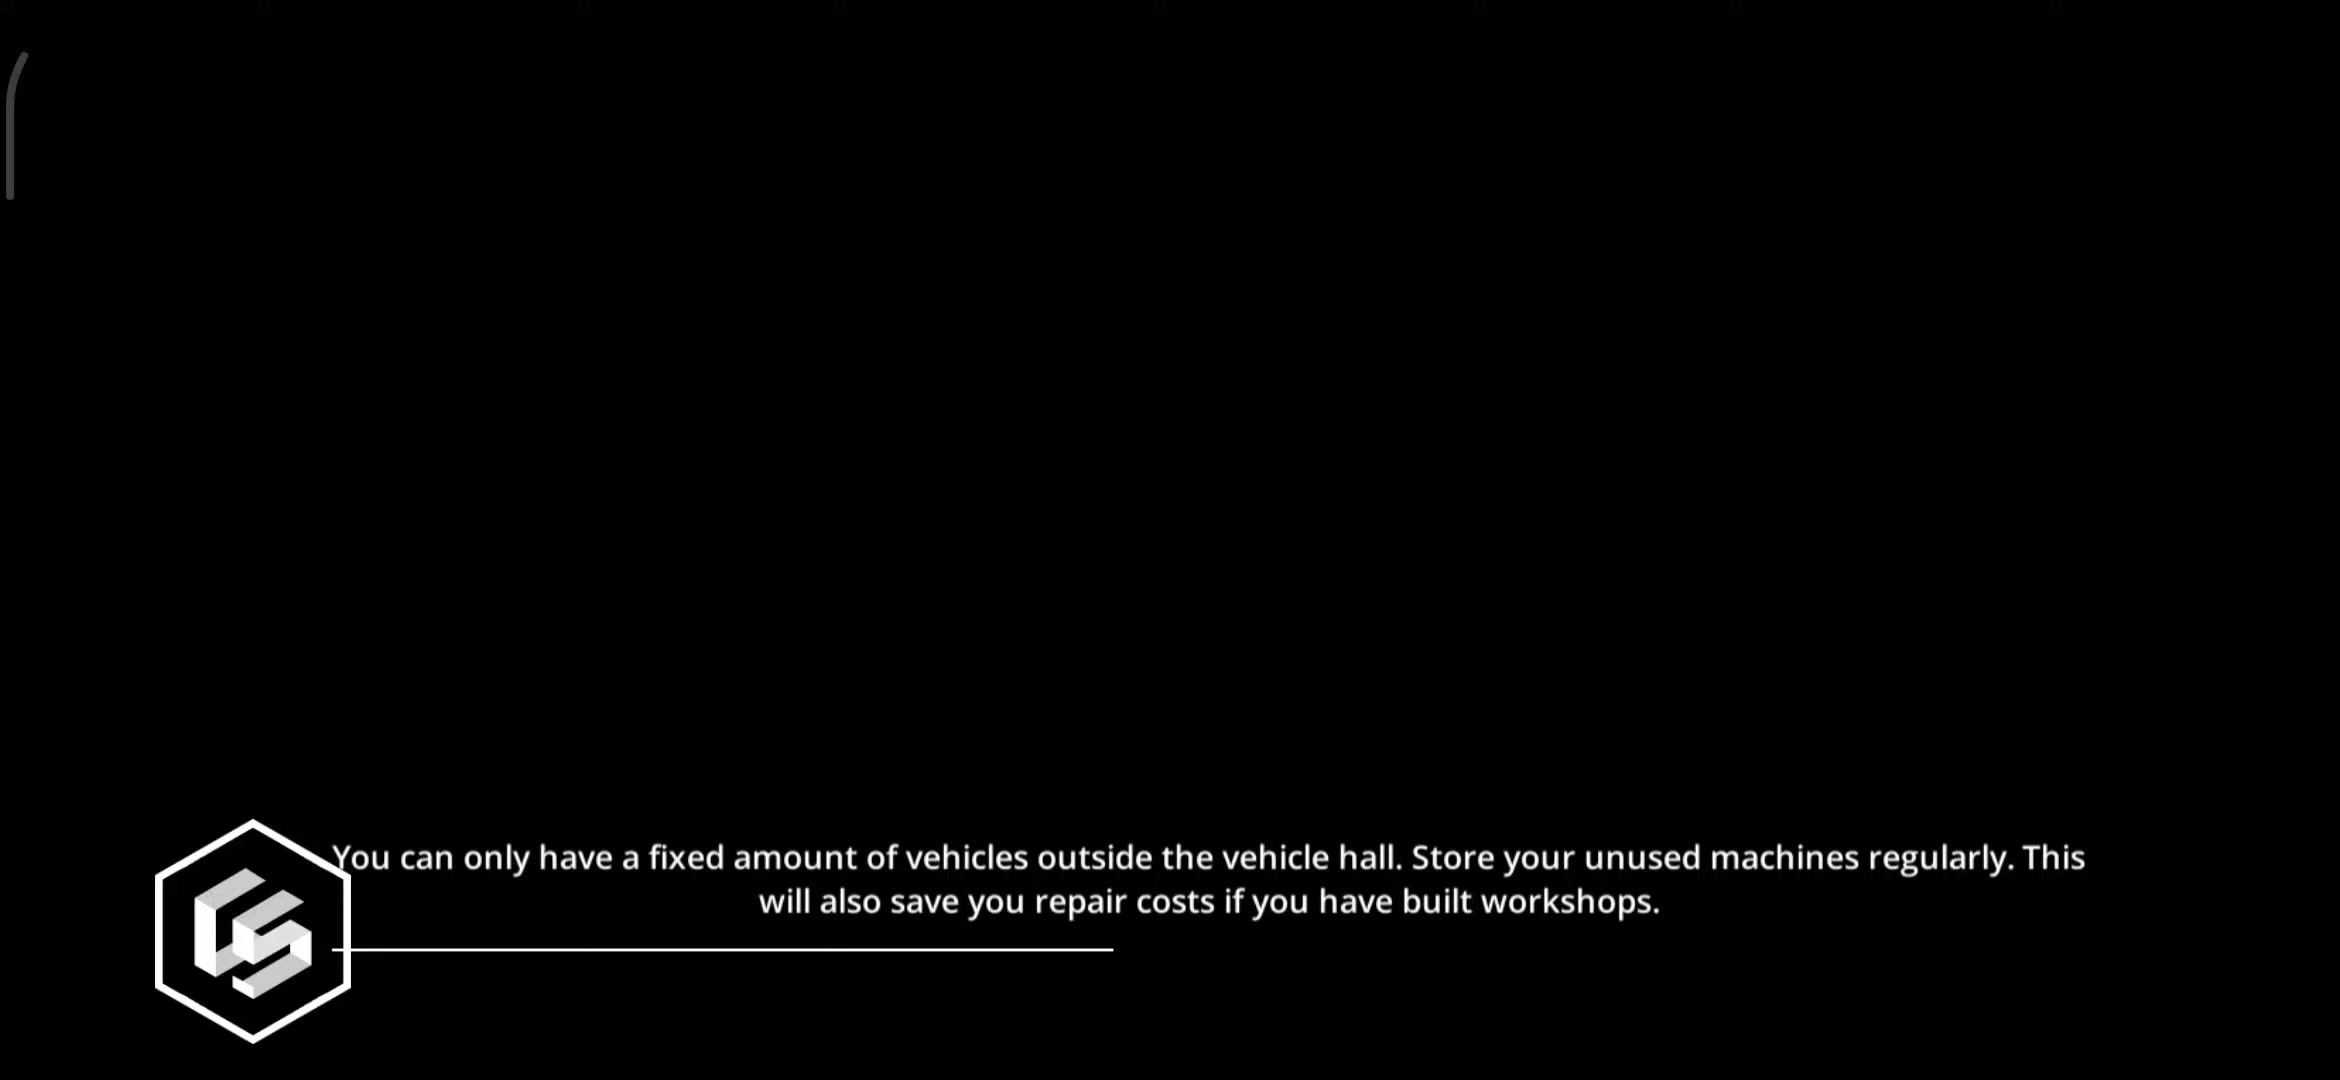 You can only have a fixed amount of vehicles outside the vehicle hall. Store your unused machines regularly. This
will also save you repair costs if you have built workshops.